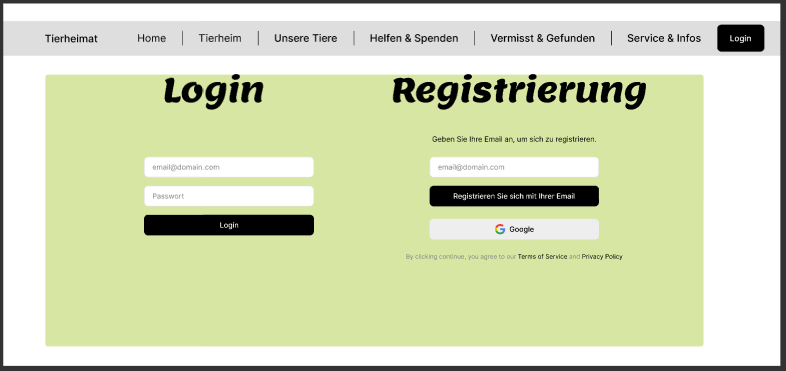 Tierheimat Home Tierheim Unsere Tiere Helfen & Spenden Vermisst & Gefunden Service & Infos Login
Login
email@domain.com
Passwort
Login
Registrierung
Geben Sie Ihre Email an, um sich zu registrieren.
email@domain.com
Registrieren Sie sich mit Ihrer Email
Google
By clicking continue, you agree to our Terms of Service and Privacy Policy